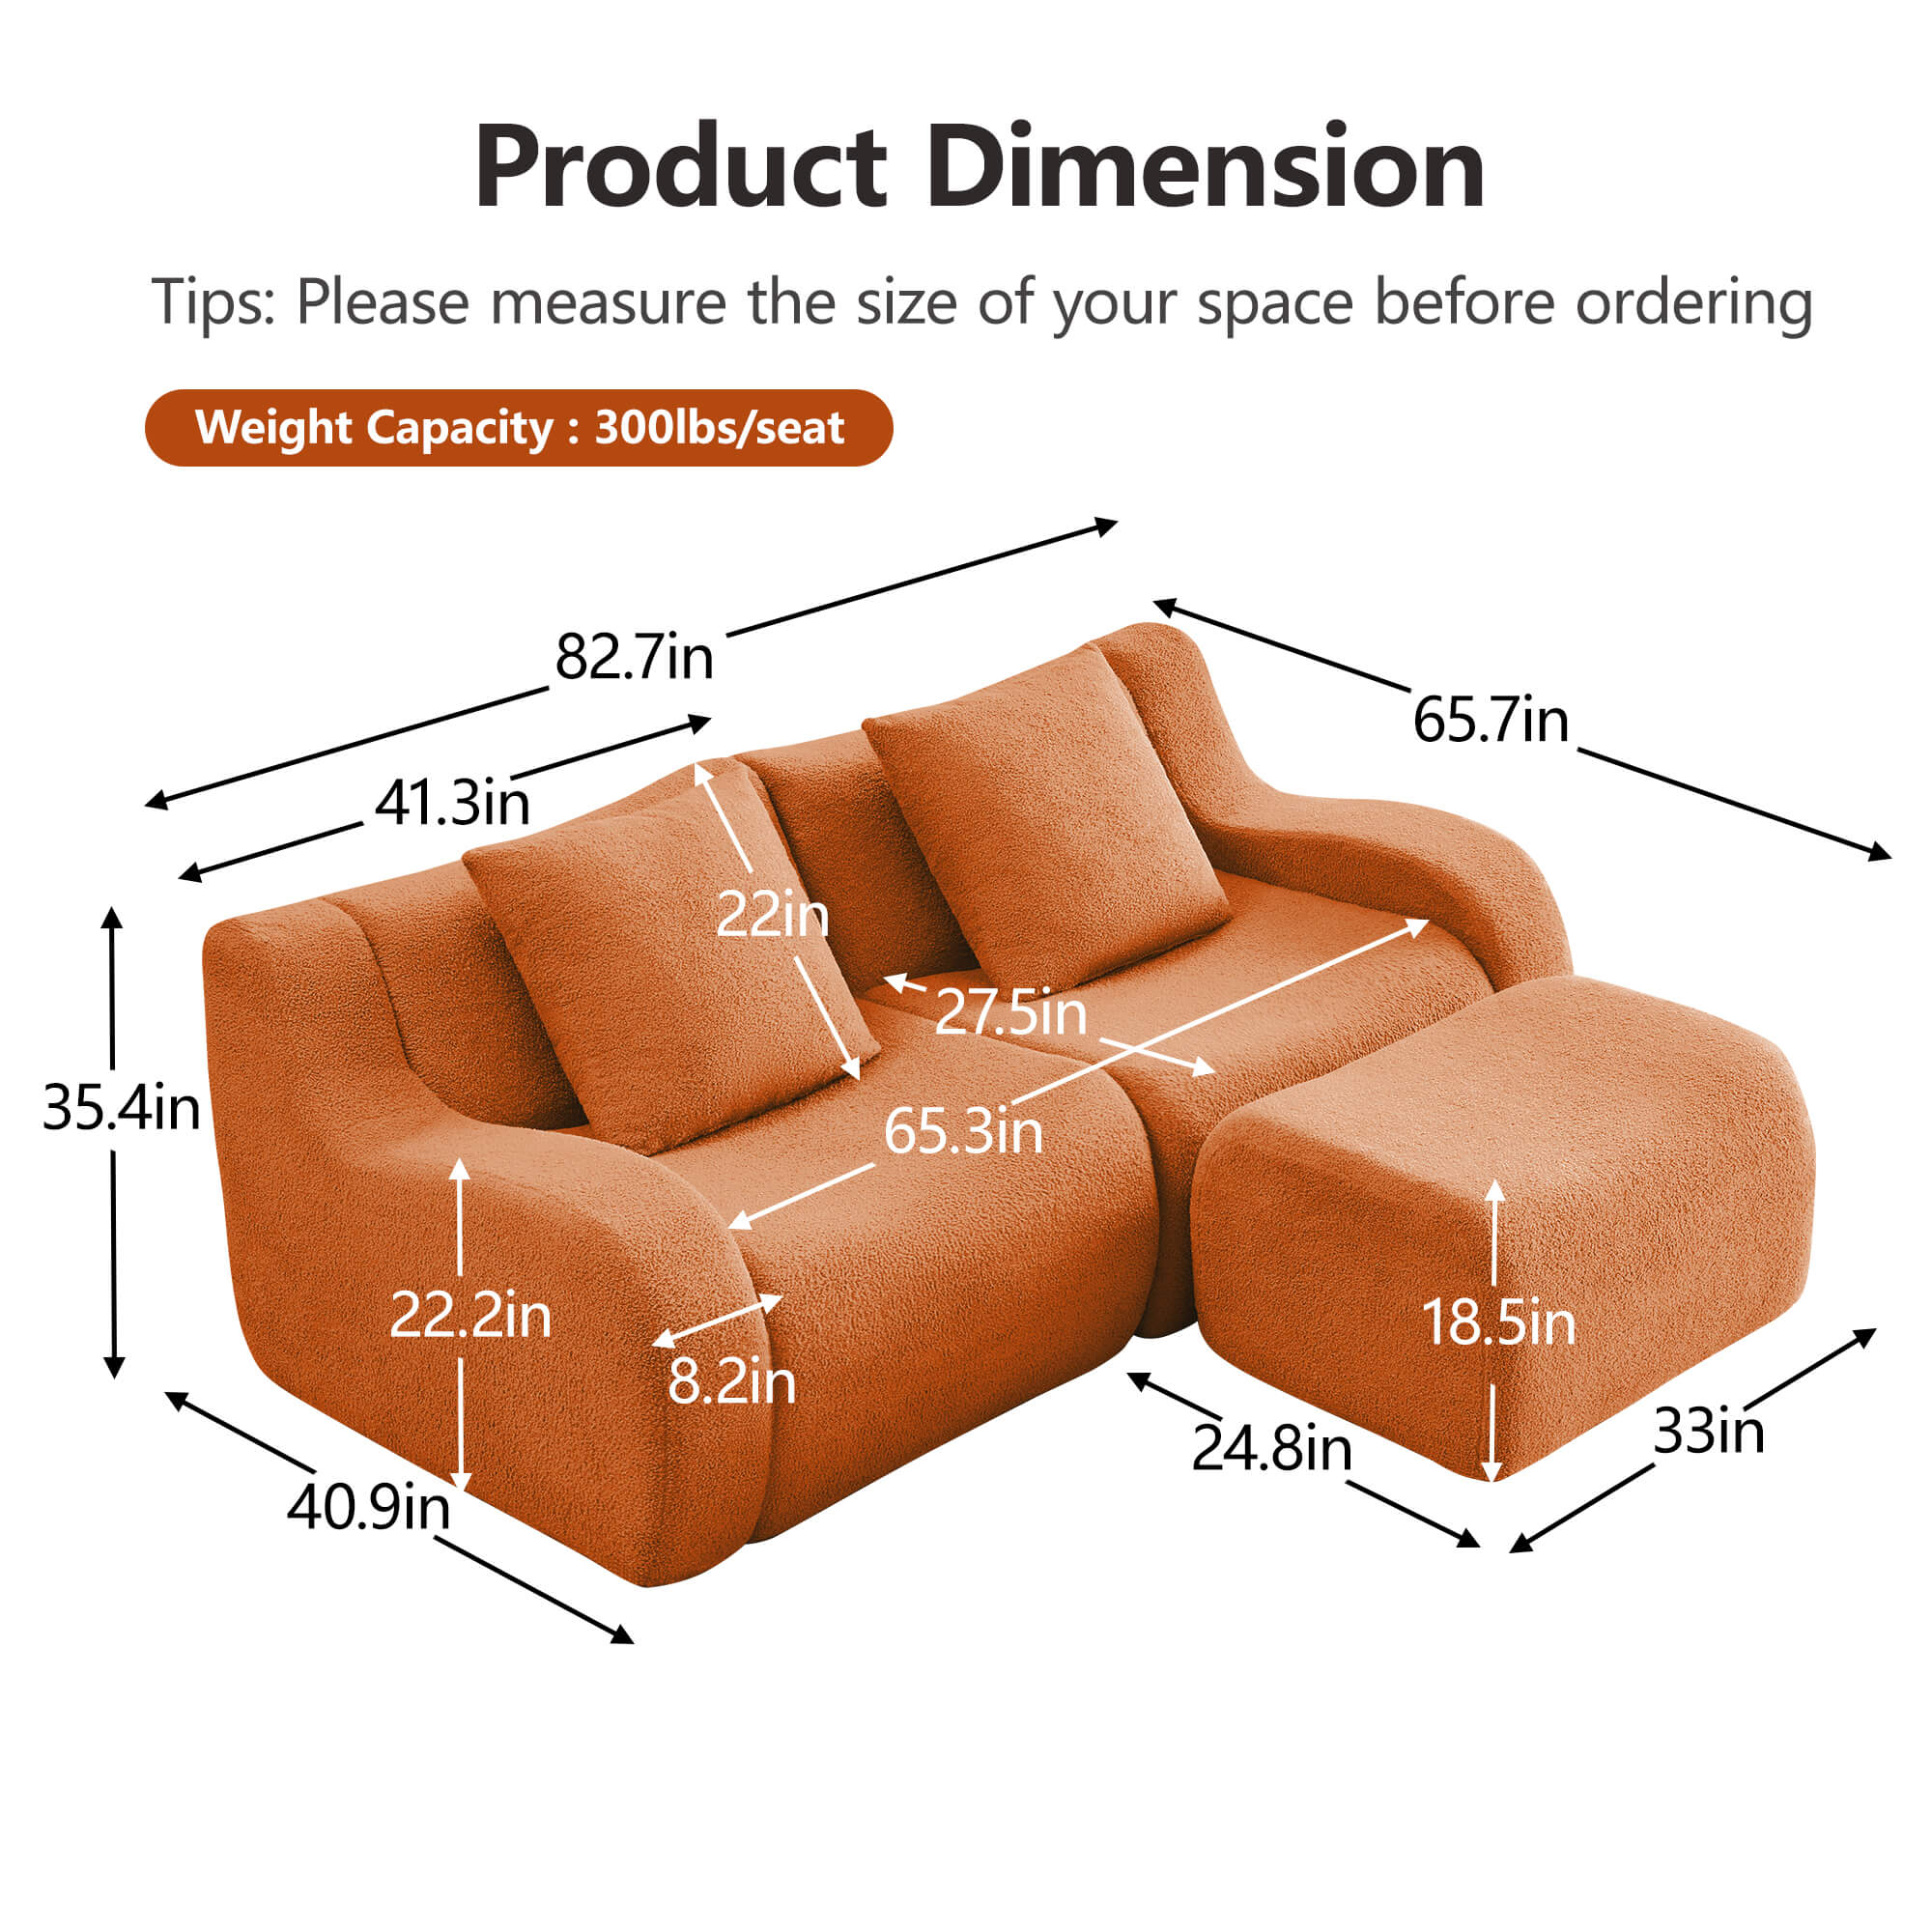 Product Dimension
Tips: Please measure the size of your space before ordering
Weight Capacity : 300lbs/seat
82.7in
65.7in
41.3in
22in
27.5in
35.4in
65.3in
22.2in
18.5in
8.2in
24.8in
33in
40.9in